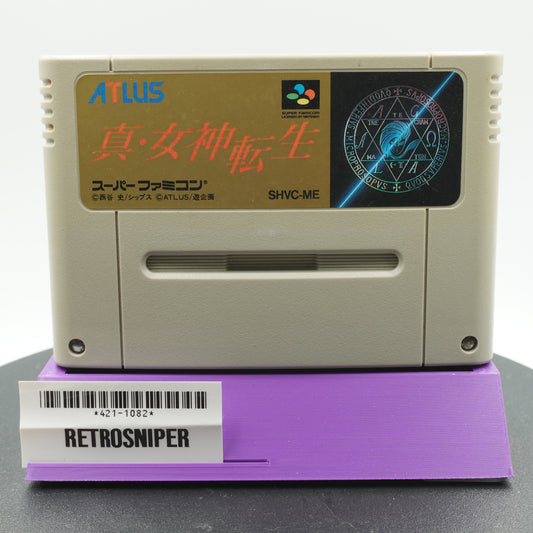 ATLUS
SUPER FAMICOM
真・女神転生
スーパーファミコン®
SHVC-ME
©西谷 史/シップス ©ATLUS/遊企画
MICROPROSOPVS
*421-1082*
RETROSNIPER